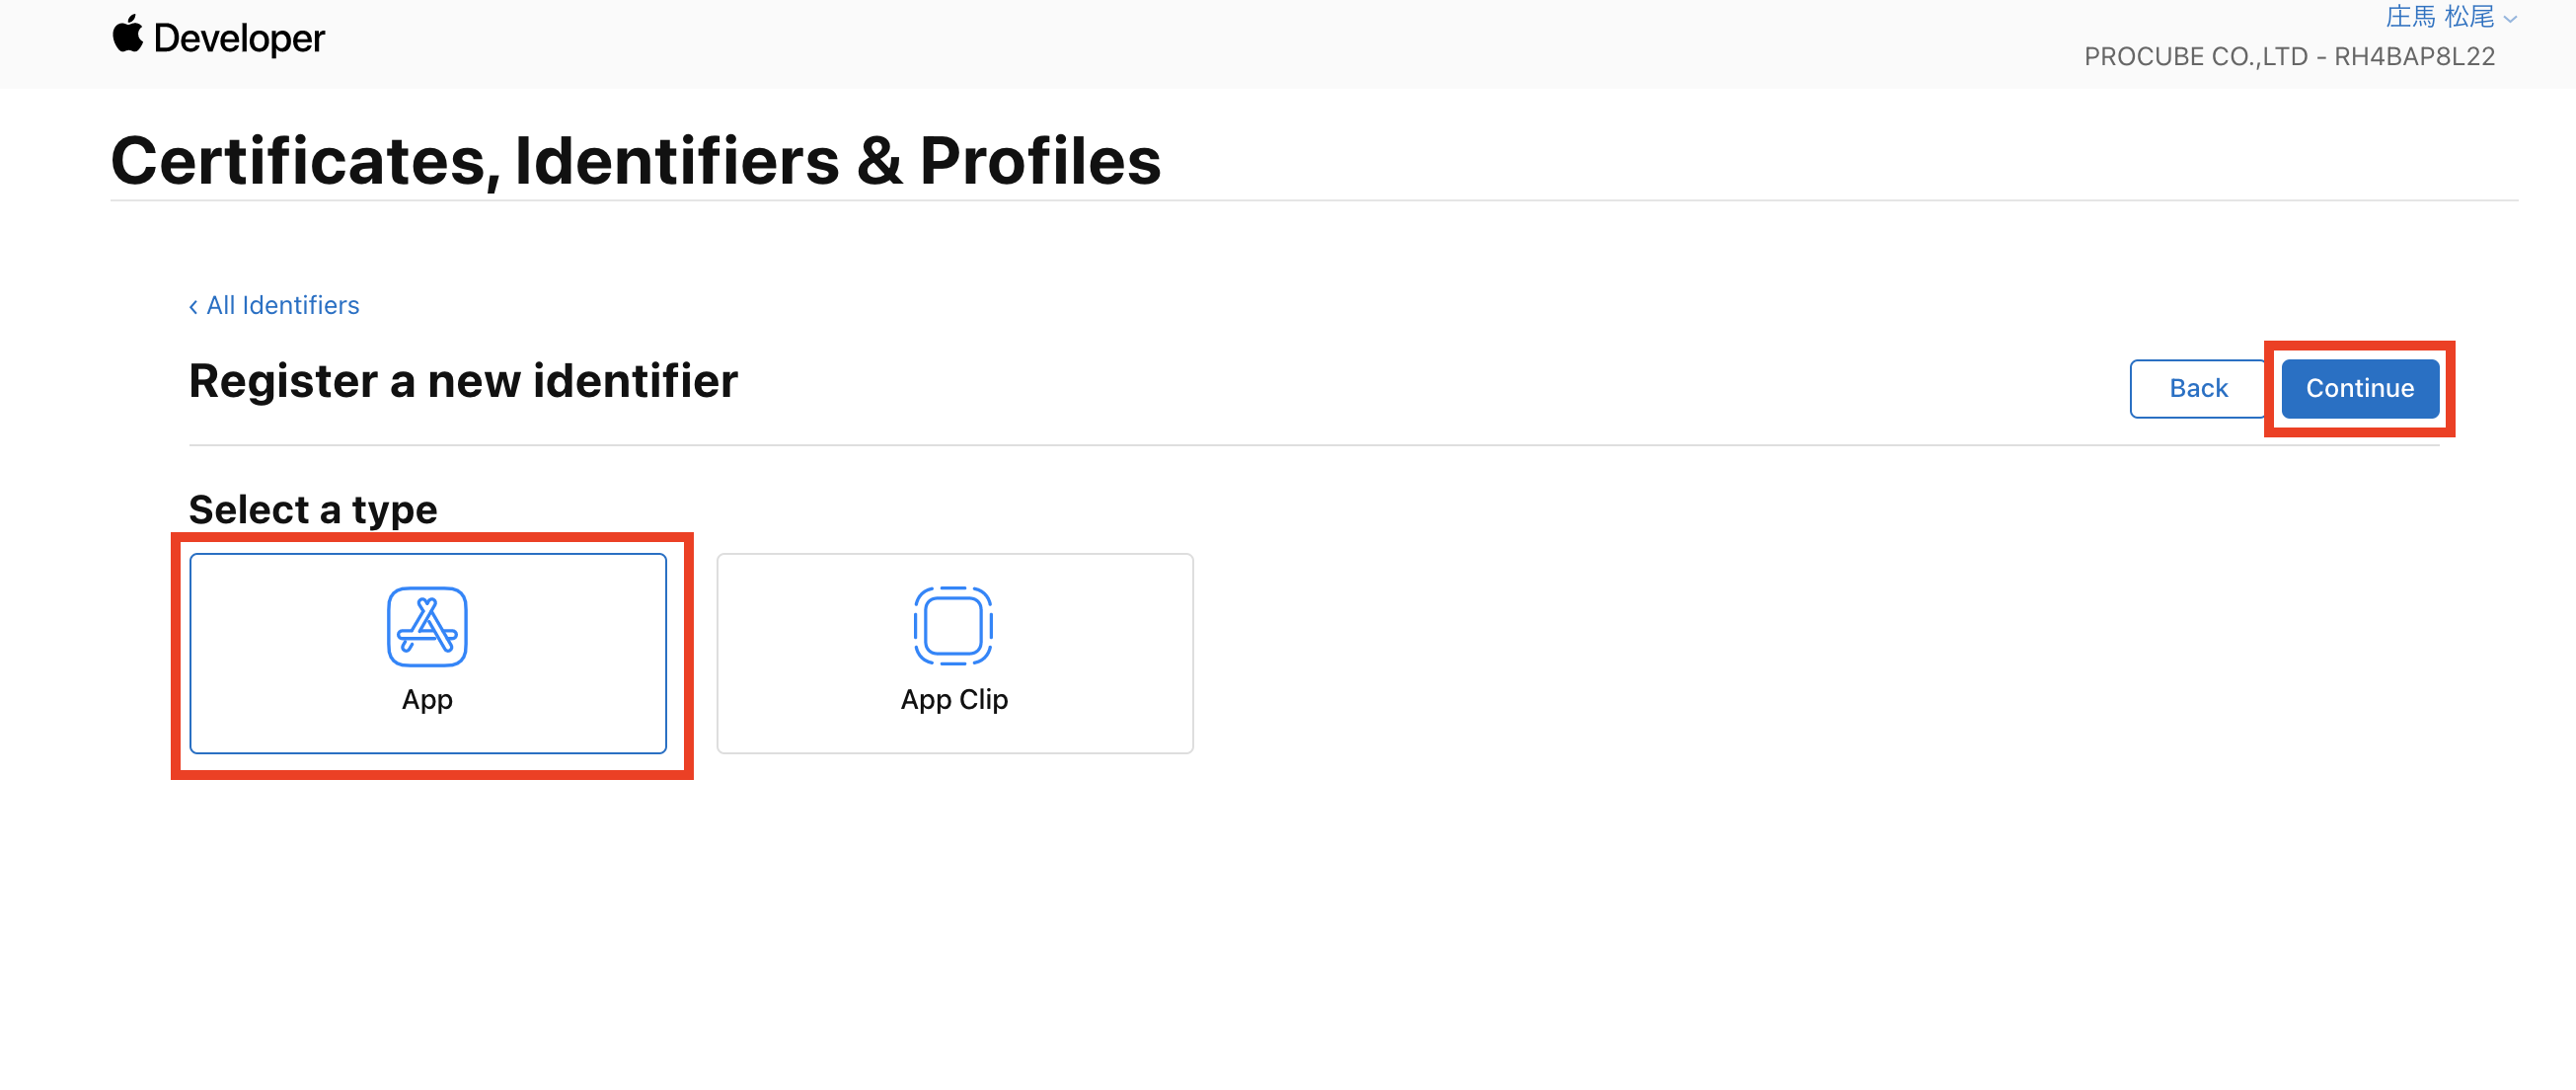 Developer
庄馬 松尾
PROCUBE CO.,LTD - RH4BAP8L22
Certificates, Identifiers & Profiles
‹ All Identifiers
Register a new identifier
Back
Continue
Select a type
App
App Clip